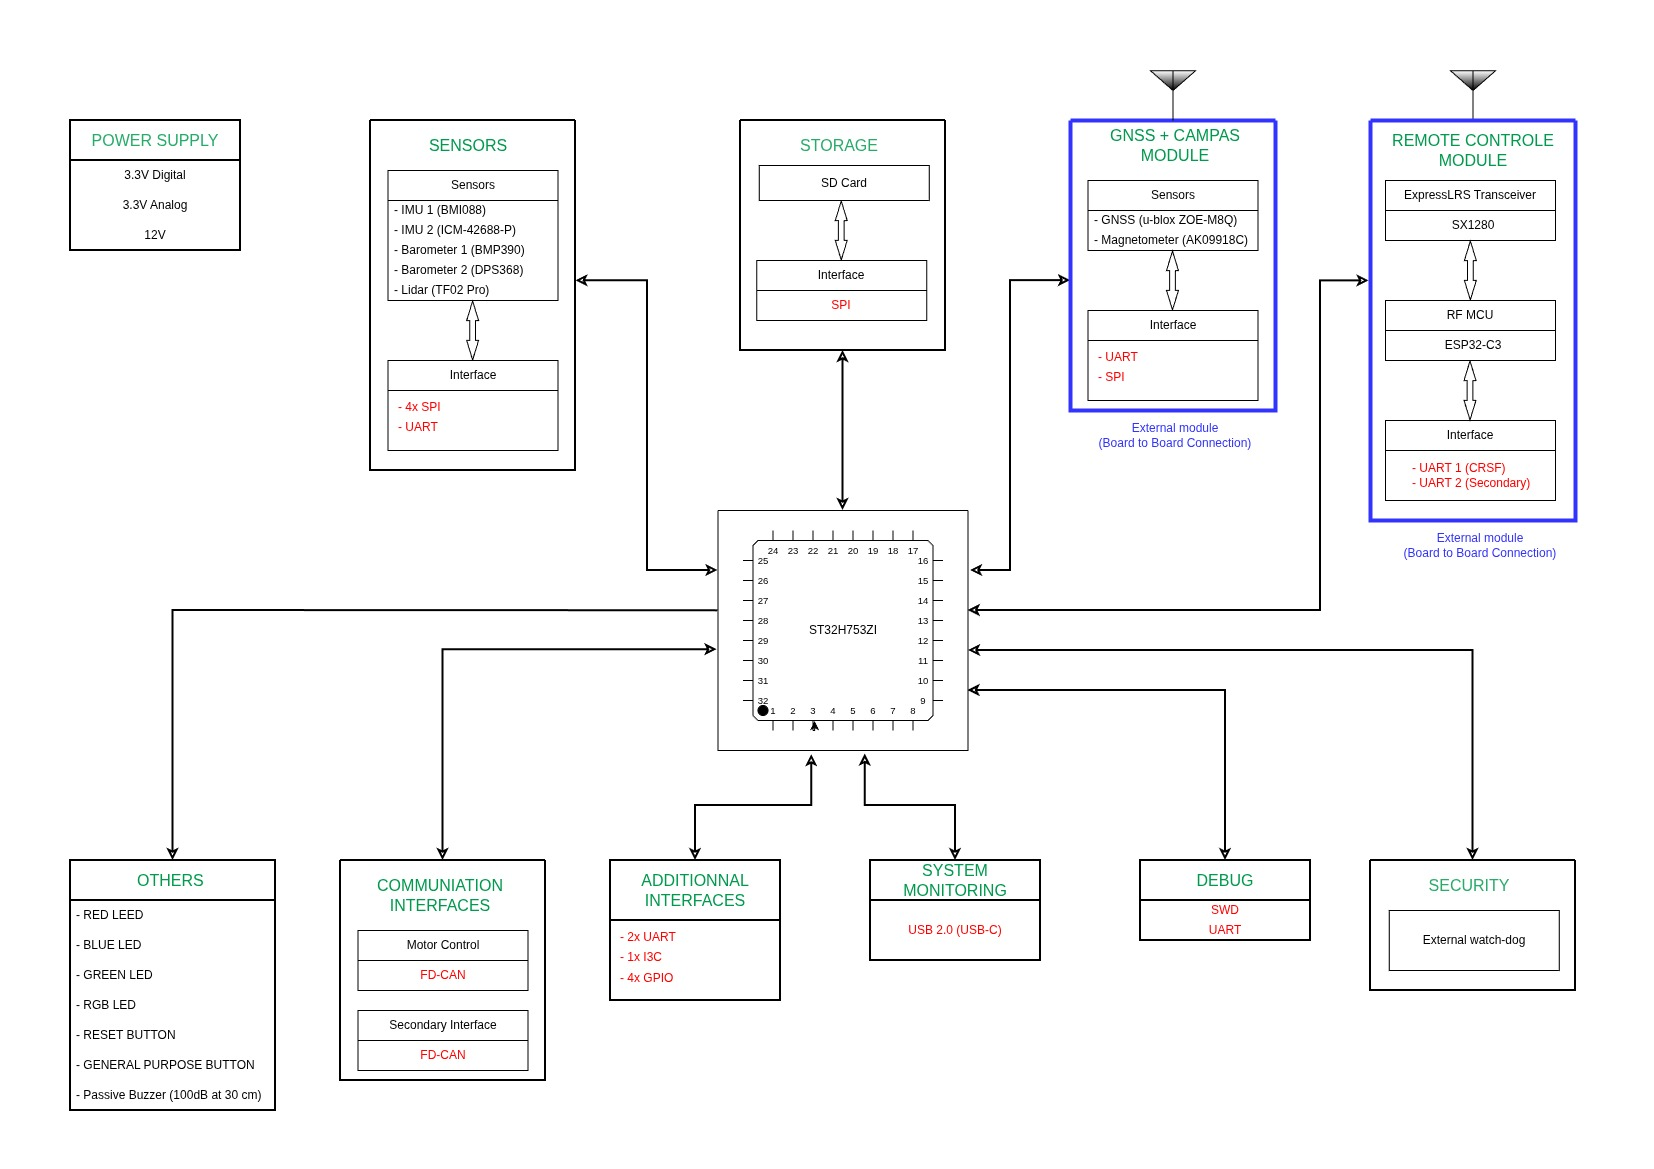 POWER SUPPLY
3.3V Digital
3.3V Analog
12V
SENSORS
Sensors
- IMU 1 (BMI088)
- IMU 2 (ICM-42688-P)
- Barometer 1 (BMP390)
- Barometer 2 (DPS368)
- Lidar (TF02 Pro)
Interface
- 4x SPI
- UART
STORAGE
SD Card
Interface
SPI
GNSS + CAMPAS
MODULE
Sensors
- GNSS (u-blox ZOE-M8Q)
- Magnetometer (AK09918C)
Interface
- UART
- SPI
External module
(Board to Board Connection)
REMOTE CONTROLE
MODULE
ExpressLRS Transceiver
SX1280
RF MCU
ESP32-C3
Interface
- UART 1 (CRSF)
- UART 2 (Secondary)
External module
(Board to Board Connection)
24 23 22 21 20 19 18 17
25 16
26 15
27 14
28 13
ST32H753ZI
29 12
30 11
31 10
32 9
1 2 3 4 5 6 7 8
OTHERS
- RED LEED
- BLUE LED
- GREEN LED
- RGB LED
- RESET BUTTON
- GENERAL PURPOSE BUTTON
- Passive Buzzer (100dB at 30 cm)
COMMUNIATION
INTERFACES
Motor Control
FD-CAN
Secondary Interface
FD-CAN
ADDITIONNAL
INTERFACES
- 2x UART
- 1x I3C
- 4x GPIO
SYSTEM
MONITORING
USB 2.0 (USB-C)
DEBUG
SWD
UART
SECURITY
External watch-dog